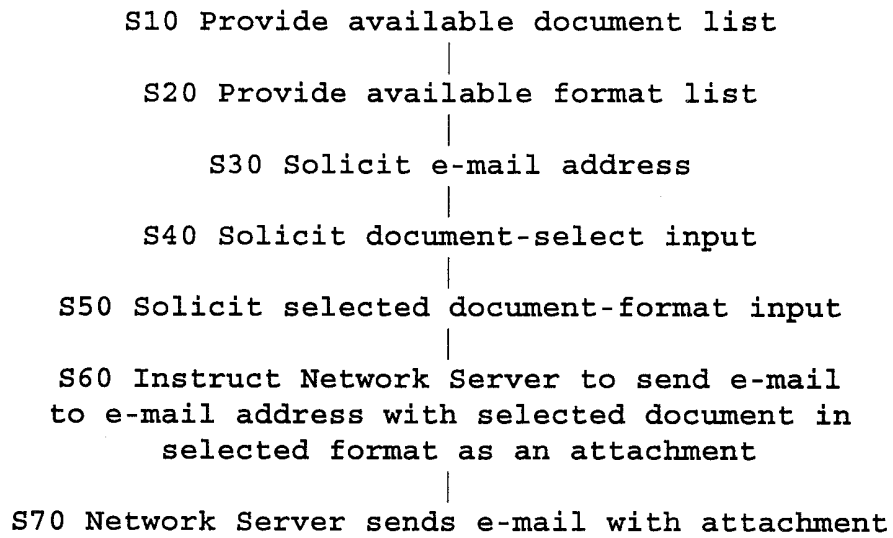 S10 Provide available document list
S20 Provide available format list
S30 Solicit e-mail address
S40 Solicit document-select input
S50 Solicit selected document-format input
S60 Instruct Network Server to send e-mail
to e-mail address with selected document in
selected format as an attachment
S70 Network Server sends e-mail with attachment